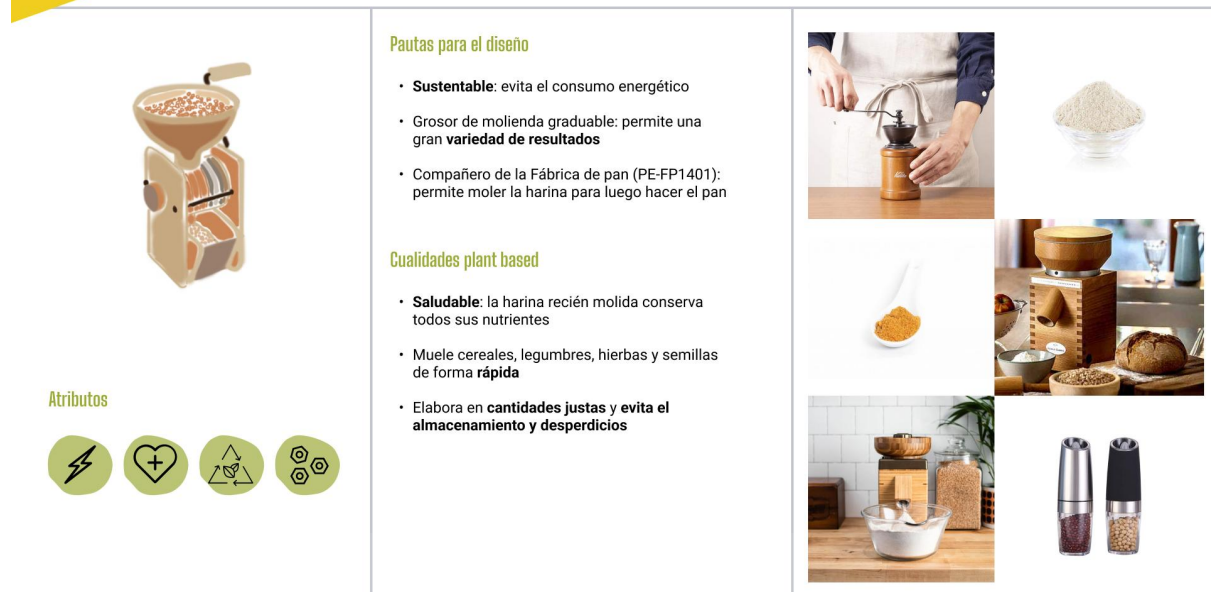 Pautas para el diseño
• Sustentable: evita el consumo energético
• Grosor de molienda graduable: permite una
gran variedad de resultados
• Compañero de la Fábrica de pan (PE-FP1401):
permite moler la harina para luego hacer el pan
Cualidades plant based
• Saludable: la harina recién molida conserva
todos sus nutrientes
• Muele cereales, legumbres, hierbas y semillas
de forma rápida
• Elabora en cantidades justas y evita el
almacenamiento y desperdicios
Atributos